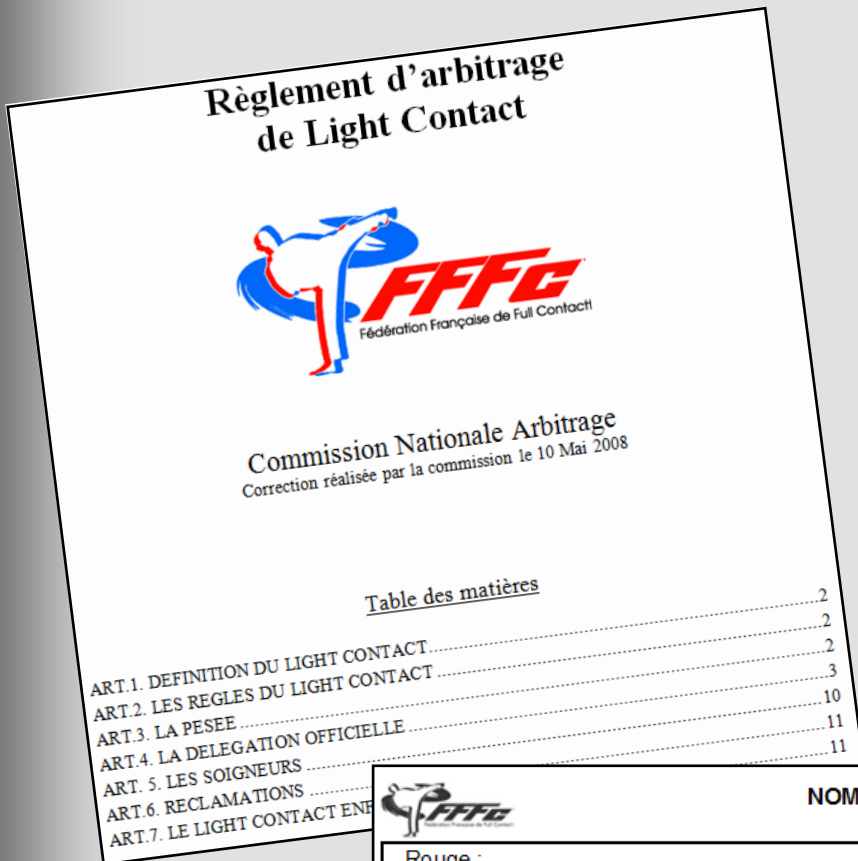 Règlement d’arbitrage
de Light Contact
FFFC
Fédération Française de Full Contact
Commission Nationale Arbitrage
Correction réalisée par la commission le 10 Mai 2008
Table des matières
ART.1. DEFINITION DU LIGHT CONTACT 2
ART.2. LES REGLES DU LIGHT CONTACT 2
ART.3. LA PESEE 2
ART.4. LA DELEGATION OFFICIELLE 3
ART. 5. LES SOIGNEURS 10
ART.6. RECLAMATIONS 11
ART.7. LE LIGHT CONTACT 11
FFFC
NOM
Rouge :